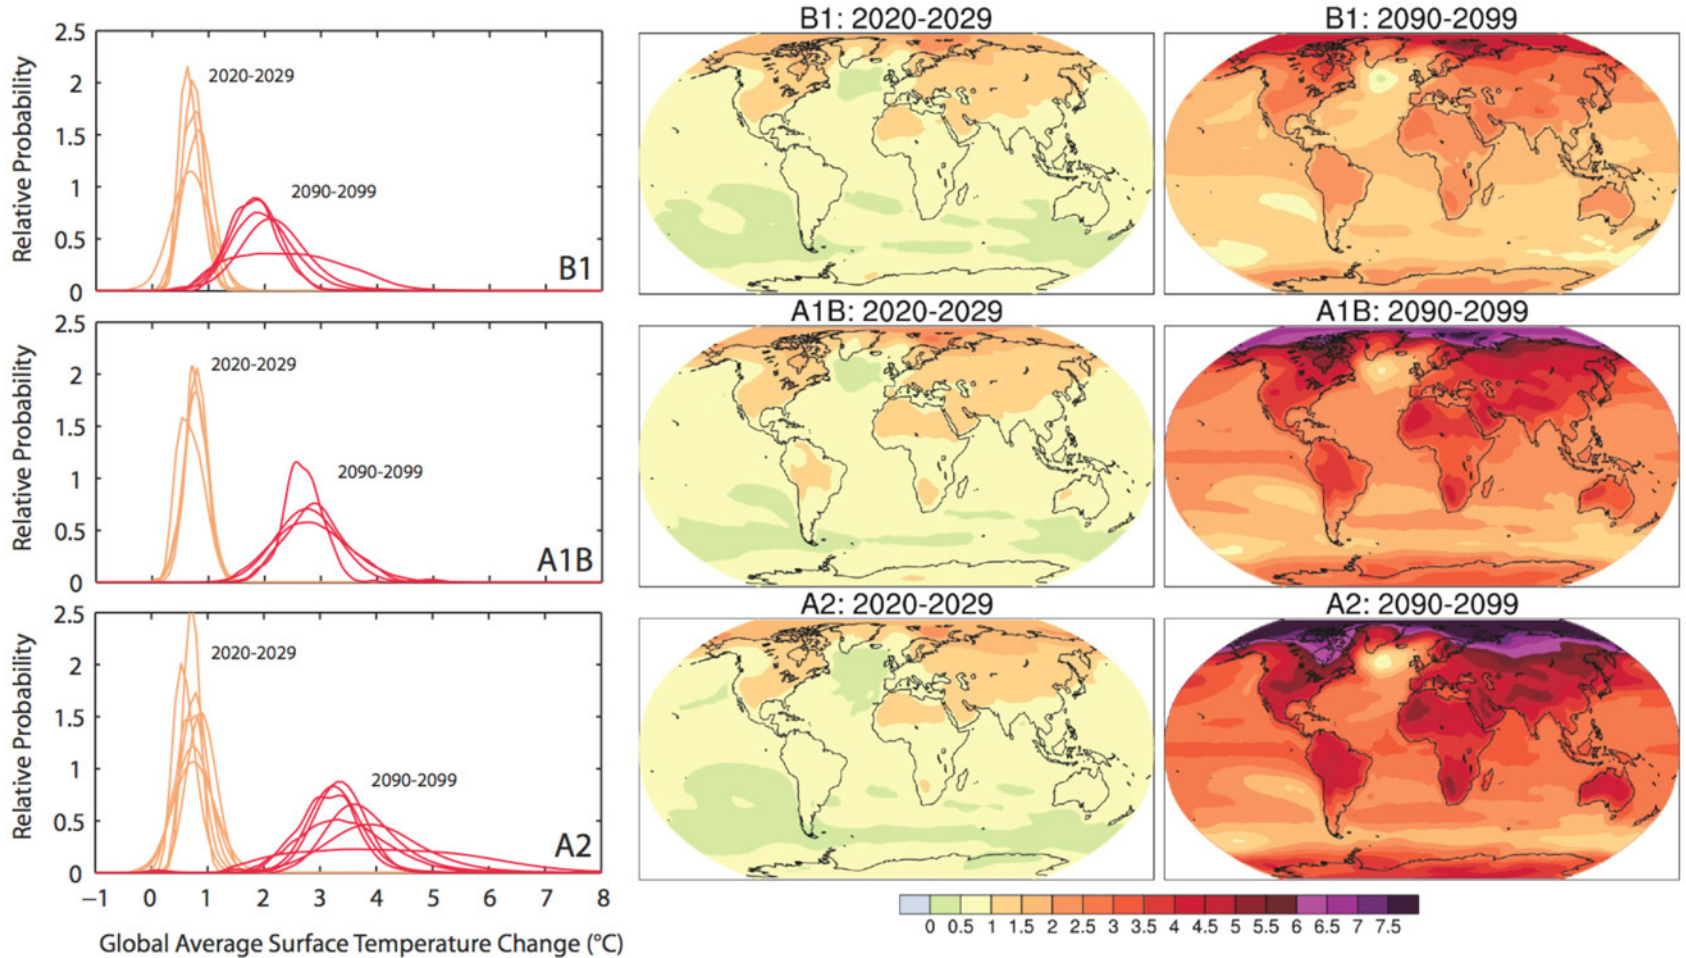 B1: 2020-2029
B1: 2090-2099
2.5
2
1.5
1
0.5
0
Relative Probability
2020-2029
2090-2099
B1
A1B: 2020-2029
A1B: 2090-2099
2.5
2
1.5
1
0.5
0
Relative Probability
2020-2029
2090-2099
A1B
A2: 2020-2029
A2: 2090-2099
2.5
2
1.5
1
0.5
0
Relative Probability
2020-2029
2090-2099
A2
−1 0 1 2 3 4 5 6 7 8
Global Average Surface Temperature Change (°C)
0 0.5 1 1.5 2 2.5 3 3.5 4 4.5 5 5.5 6 6.5 7 7.5